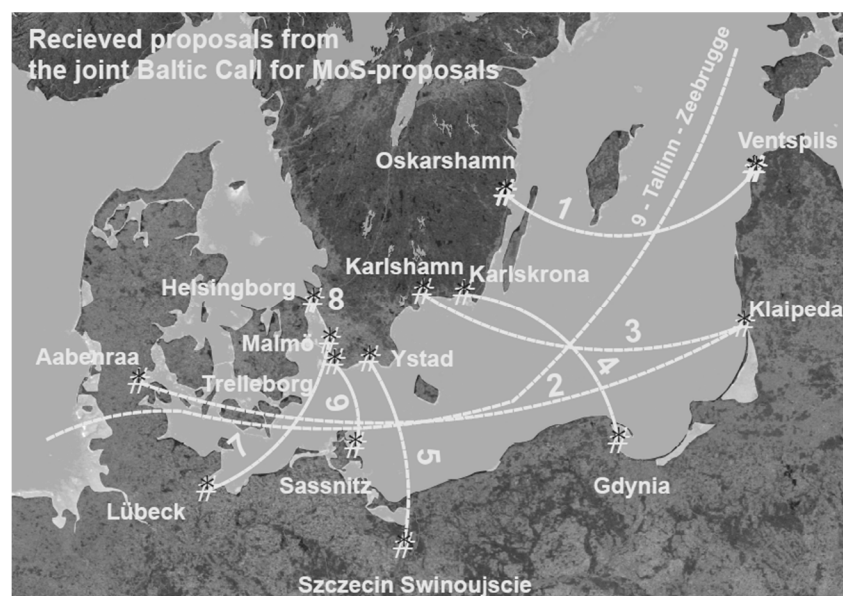 Recieved proposals from
the joint Baltic Call for MoS-proposals
9 - Tallinn - Zeebrugge
Ventspils
Oskarshamn
1
Karlshamn
Karlskrona
Helsingborg
8
Klaipeda
3
Malmö
Aabenraa
Ystad
4
Trelleborg
2
6
7
5
Sassnitz
Gdynia
Lübeck
Szczecin Swinoujscie